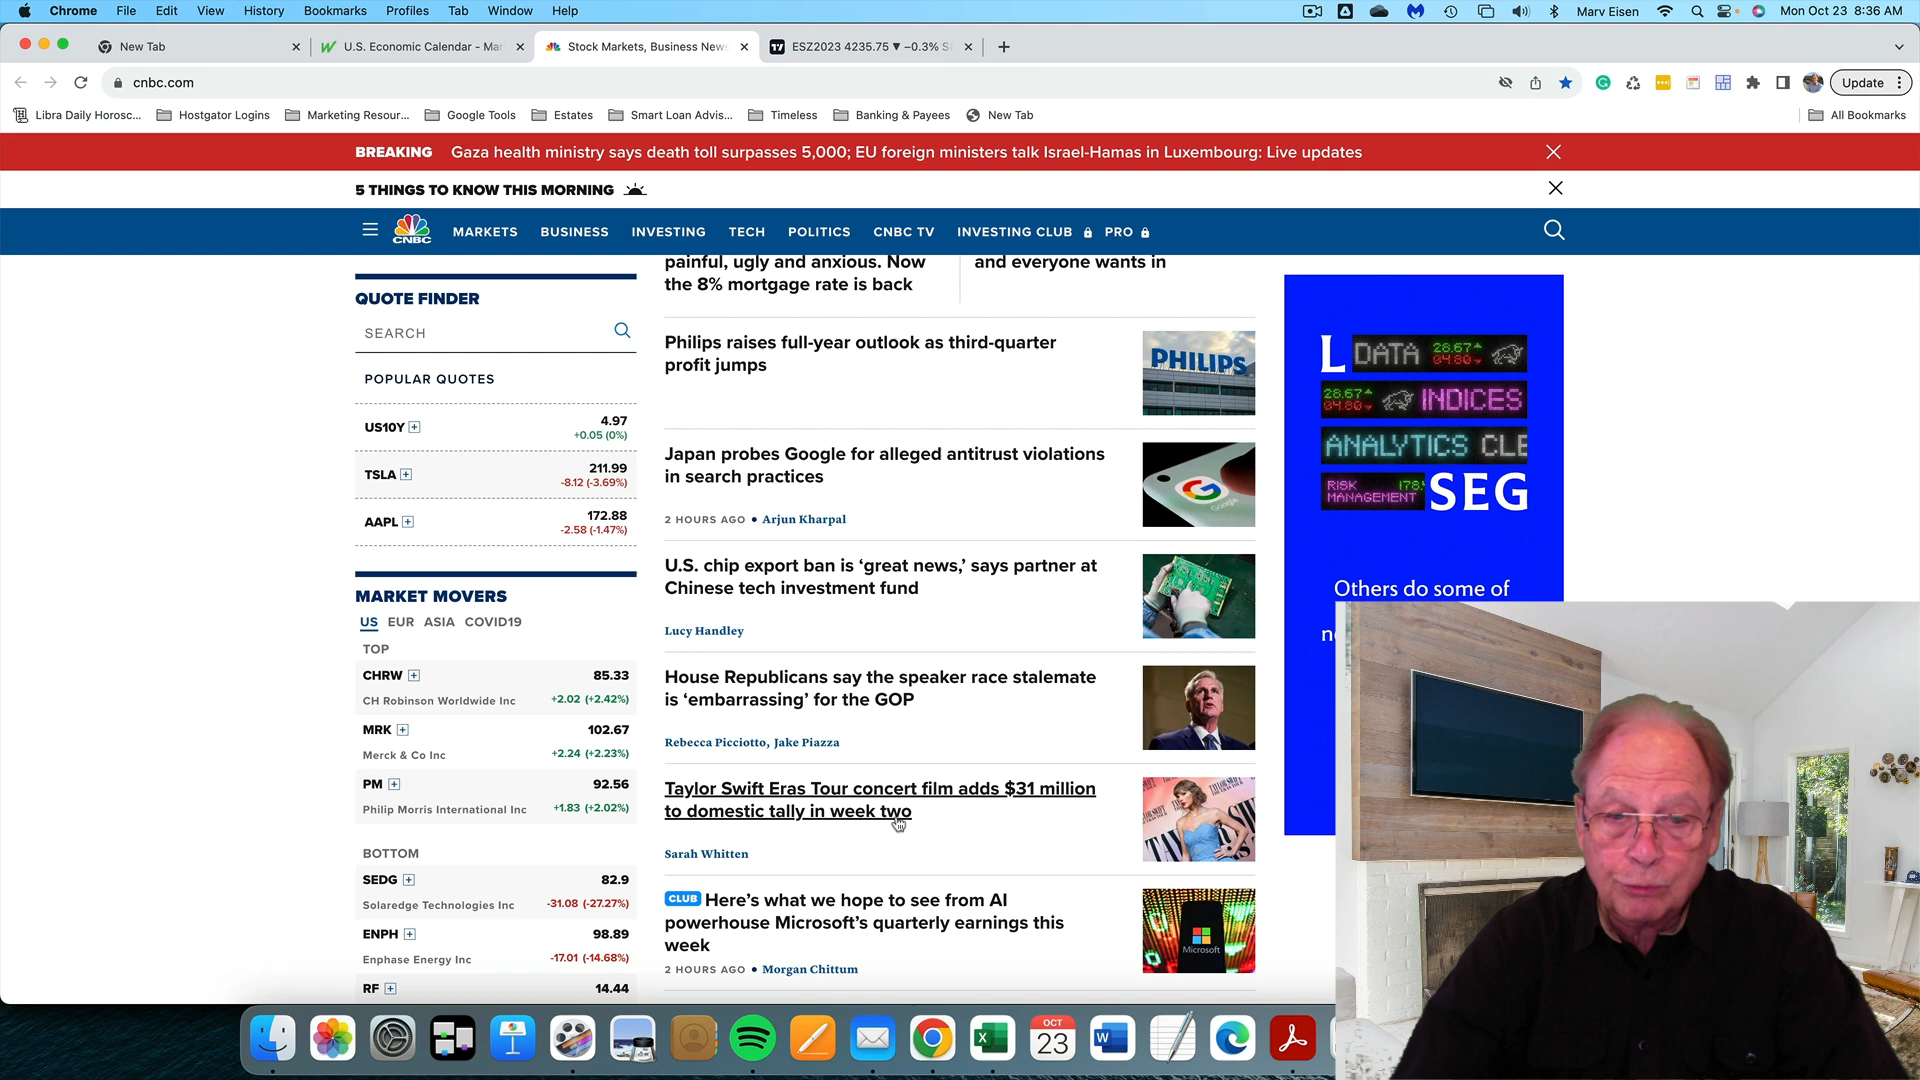 Chrome File Edit View History Bookmarks Profiles Tab Window Help Marv Eisen Mon Oct 23 8:36 AM
New Tab U.S. Economic Calendar - Mar Stock Markets, Business News ESZ2023 4235.75 ▼ −0.3%
cnbc.com Update
Libra Daily Horosc... Hostgator Logins Marketing Resour... Google Tools Estates Smart Loan Advis... Timeless Banking & Payees New Tab All Bookmarks
BREAKING Gaza health ministry says death toll surpasses 5,000; EU foreign ministers talk Israel-Hamas in Luxembourg: Live updates
5 THINGS TO KNOW THIS MORNING
CNBC MARKETS BUSINESS INVESTING TECH POLITICS CNBC TV INVESTING CLUB PRO
QUOTE FINDER
SEARCH
POPULAR QUOTES
US10Y 4.97
+0.05 (0%)
TSLA 211.99
-8.12 (-3.69%)
AAPL 172.88
-2.58 (-1.47%)
MARKET MOVERS
US EUR ASIA COVID19
TOP
CHRW 85.33
CH Robinson Worldwide Inc +2.02 (+2.42%)
MRK 102.67
Merck & Co Inc +2.24 (+2.23%)
PM 92.56
Philip Morris International Inc +1.83 (+2.02%)
BOTTOM
SEDG 82.9
Solaredge Technologies Inc -31.08 (-27.27%)
ENPH 98.89
Enphase Energy Inc -17.01 (-14.68%)
RF 14.44
painful, ugly and anxious. Now
the 8% mortgage rate is back
and everyone wants in
Philips raises full-year outlook as third-quarter
profit jumps
PHILIPS
Japan probes Google for alleged antitrust violations
in search practices
2 HOURS AGO • Arjun Kharpal
Google
U.S. chip export ban is ‘great news,’ says partner at
Chinese tech investment fund
Lucy Handley
House Republicans say the speaker race stalemate
is ‘embarrassing’ for the GOP
Rebecca Picciotto, Jake Piazza
Taylor Swift Eras Tour concert film adds $31 million
to domestic tally in week two
Sarah Whitten
CLUB Here’s what we hope to see from AI
powerhouse Microsoft’s quarterly earnings this
week
2 HOURS AGO • Morgan Chittum
Microsoft
L DATA 28.67 04.80
28.67 04.80 INDICES
ANALYTICS CLE
RISK MANAGEMENT 178. SEG
Others do some of
OCT
23